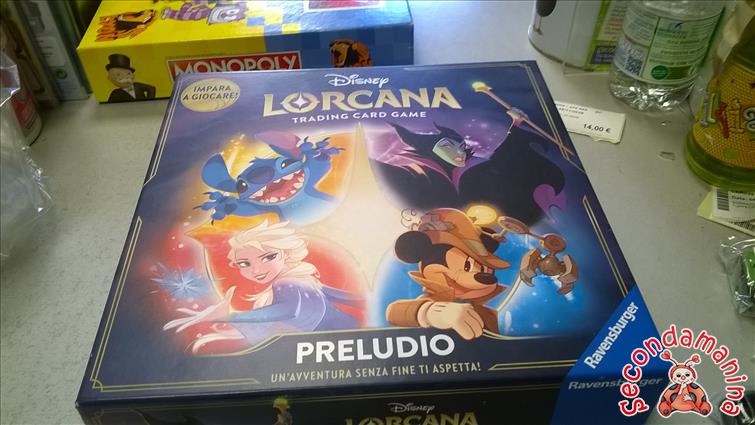 MONOPOLY
IMPARA
A GIOCARE!
Disney
LORCANA
TRADING CARD GAME
14,00 €
PRELUDIO
UN'AVVENTURA SENZA FINE TI ASPETTA!
Ravensburger
Ravensburger
Disney
LORCANA
secondamanina